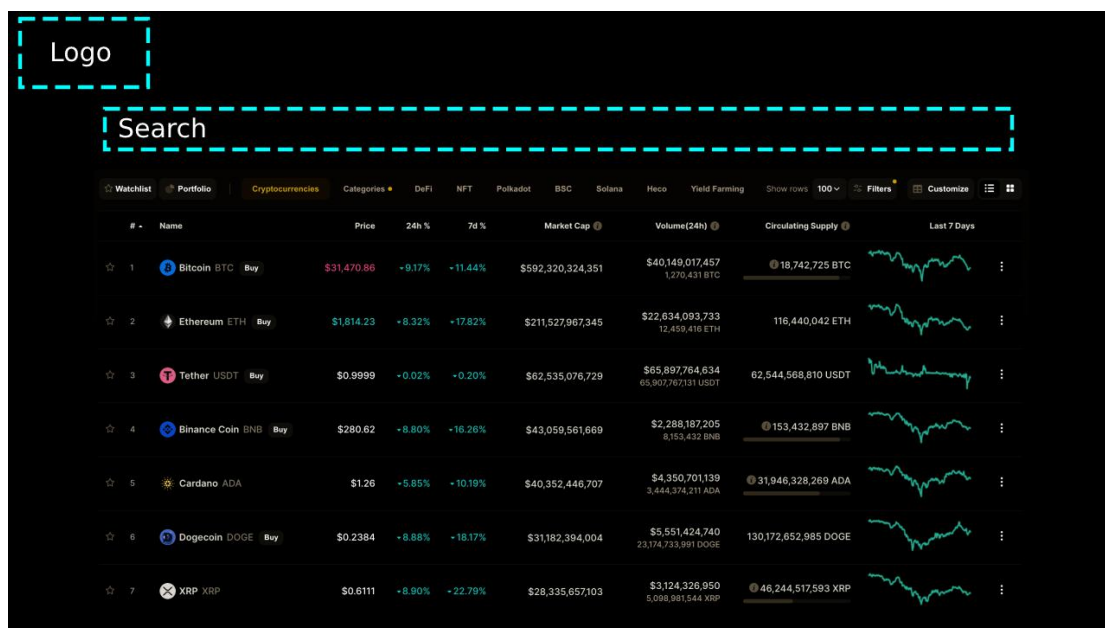 Logo
Search
Watchlist Portfolio Cryptocurrencies Categories DeFi NFT Polkadot BSC Solana Heco Yield Farming Show rows 100 Filters Customize
# Name Price 24h % 7d % Market Cap Volume(24h) Circulating Supply Last 7 Days
1 Bitcoin BTC Buy $31,470.86 9.17% 11.44% $592,320,324,351 $40,149,017,457 18,742,725 BTC
1,270,431 BTC
2 Ethereum ETH Buy $1,814.23 8.32% 17.82% $211,527,967,345 $22,634,093,733 116,440,042 ETH
12,459,416 ETH
3 Tether USDT Buy $0.9999 0.02% 0.20% $62,535,076,729 $65,897,764,634 62,544,568,810 USDT
65,907,767,131 USDT
4 Binance Coin BNB Buy $280.62 8.80% 16.26% $43,059,561,669 $2,288,187,205 153,432,897 BNB
8,153,432 BNB
5 Cardano ADA $1.26 5.85% 10.19% $40,352,446,707 $4,350,701,139 31,946,328,269 ADA
3,444,374,211 ADA
6 Dogecoin DOGE Buy $0.2384 8.88% 18.17% $31,182,394,004 $5,551,424,740 130,172,652,985 DOGE
23,174,733,991 DOGE
7 XRP XRP $0.6111 8.90% 22.79% $28,335,657,103 $3,124,326,950 46,244,517,593 XRP
5,098,981,544 XRP